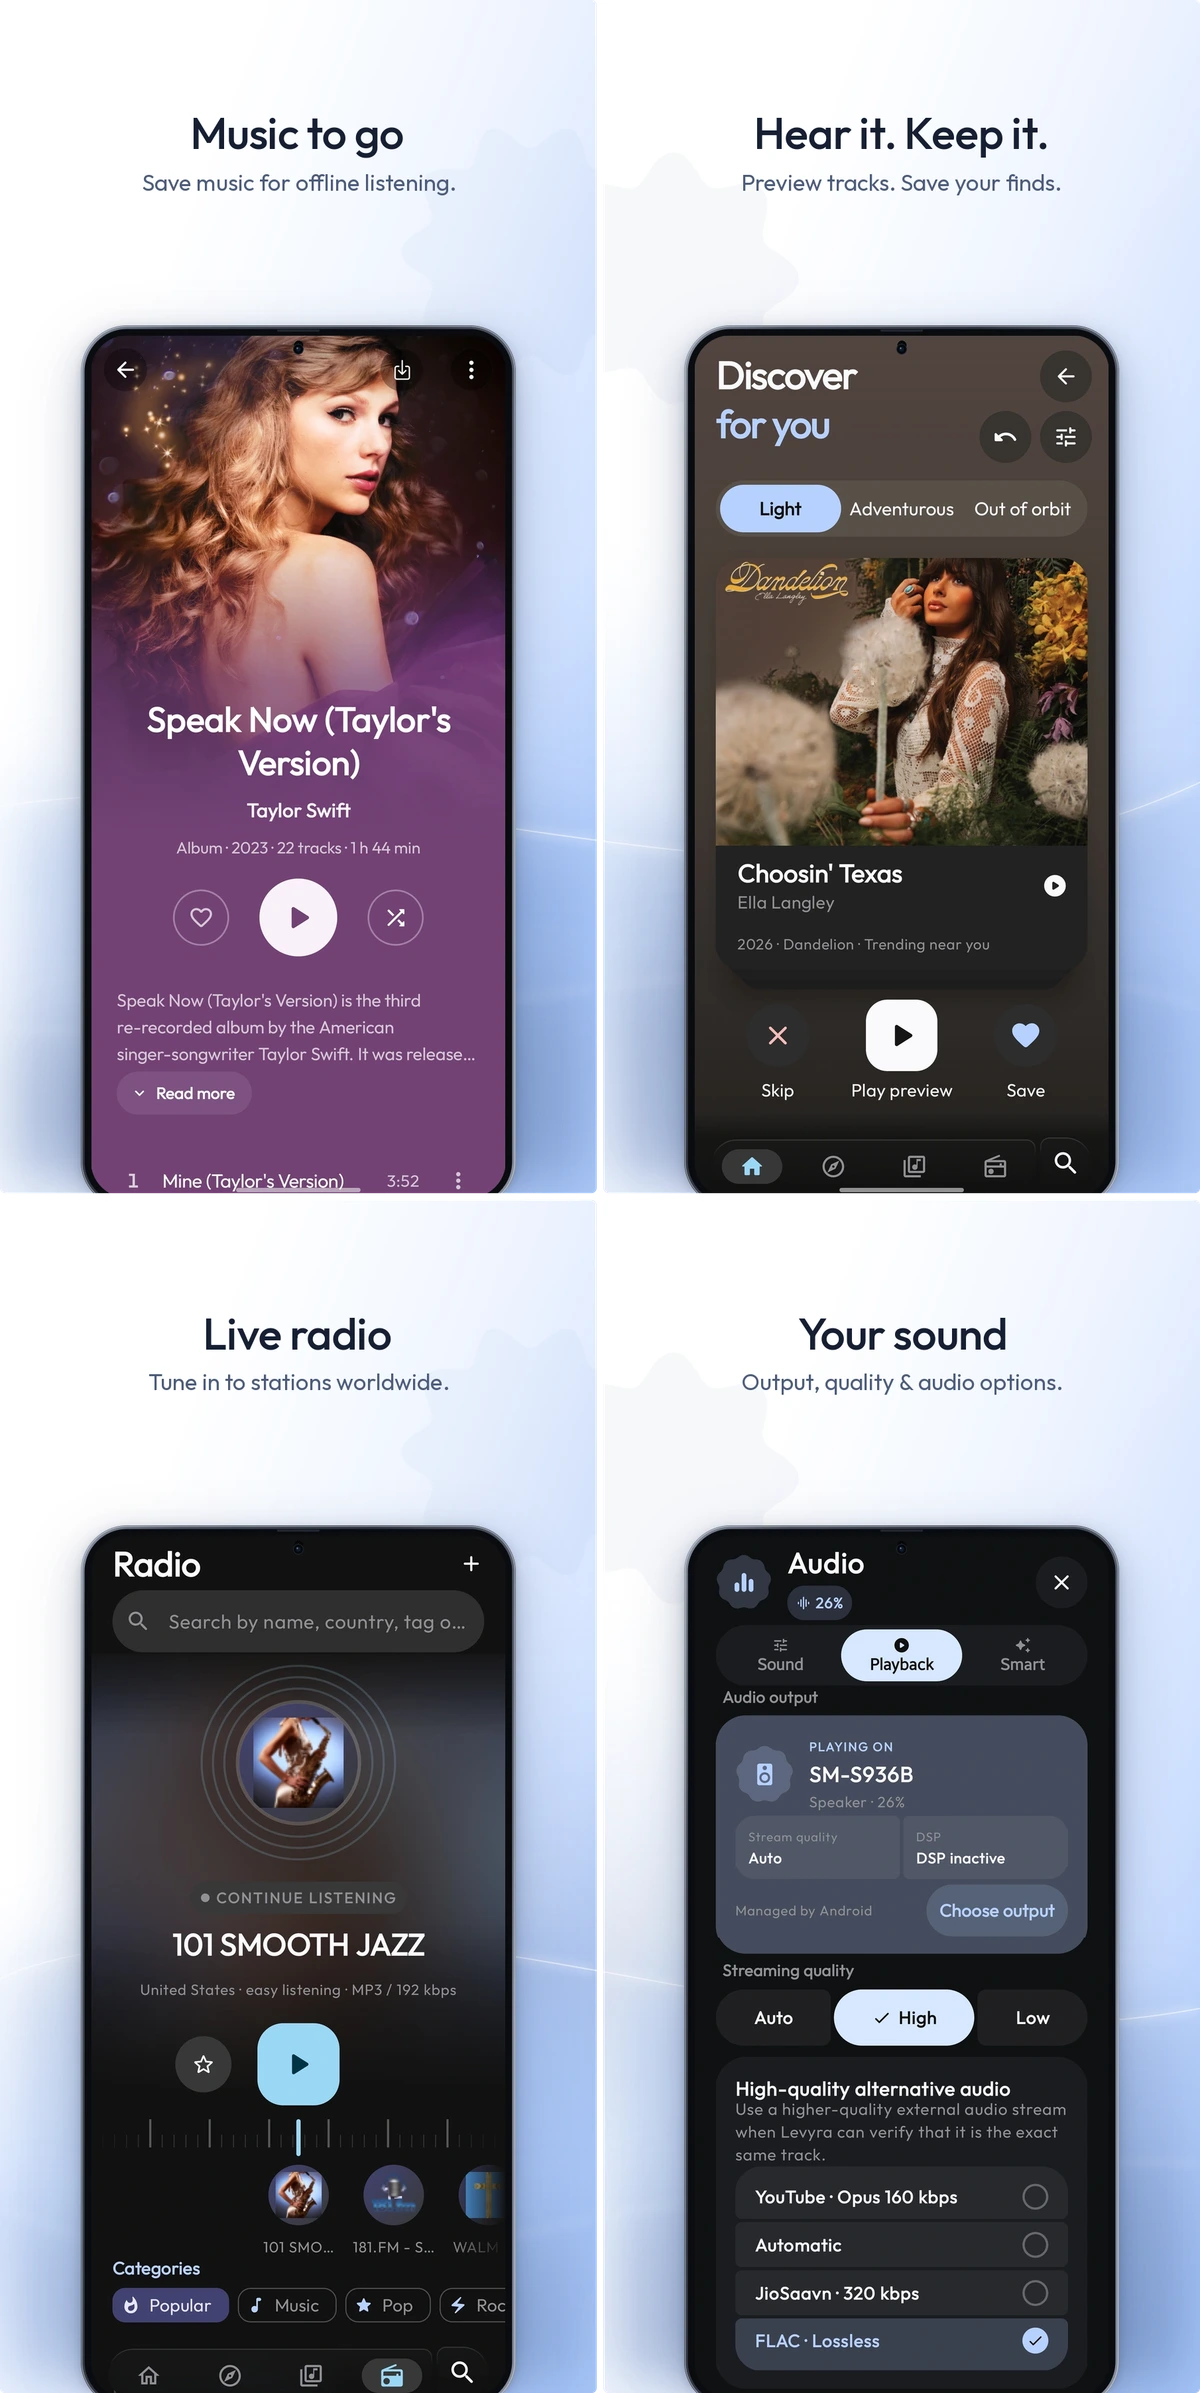 Music to go
Save music for offline listening.
Speak Now (Taylor's
Version)
Taylor Swift
Album · 2023 · 22 tracks · 1 h 44 min
Speak Now (Taylor's Version) is the third
re-recorded album by the American
singer-songwriter Taylor Swift. It was release...
Read more
1 Mine (Taylor's Version) 3:52
Hear it. Keep it.
Preview tracks. Save your finds.
Discover
for you
Light Adventurous Out of orbit
Dandelion
Ella Langley
Choosin' Texas
Ella Langley
2026 · Dandelion · Trending near you
Skip Play preview Save
Live radio
Tune in to stations worldwide.
Radio
Search by name, country, tag o...
CONTINUE LISTENING
101 SMOOTH JAZZ
United States · easy listening · MP3 / 192 kbps
101 SMO... 181.FM - S... WALM
Categories
Popular Music Pop Roc
Your sound
Output, quality & audio options.
Audio
26%
Sound Playback Smart
Audio output
PLAYING ON
SM-S936B
Speaker · 26%
Stream quality DSP
Auto DSP inactive
Managed by Android Choose output
Streaming quality
Auto High Low
High-quality alternative audio
Use a higher-quality external audio stream
when Levyra can verify that it is the exact
same track.
YouTube · Opus 160 kbps
Automatic
JioSaavn · 320 kbps
FLAC · Lossless